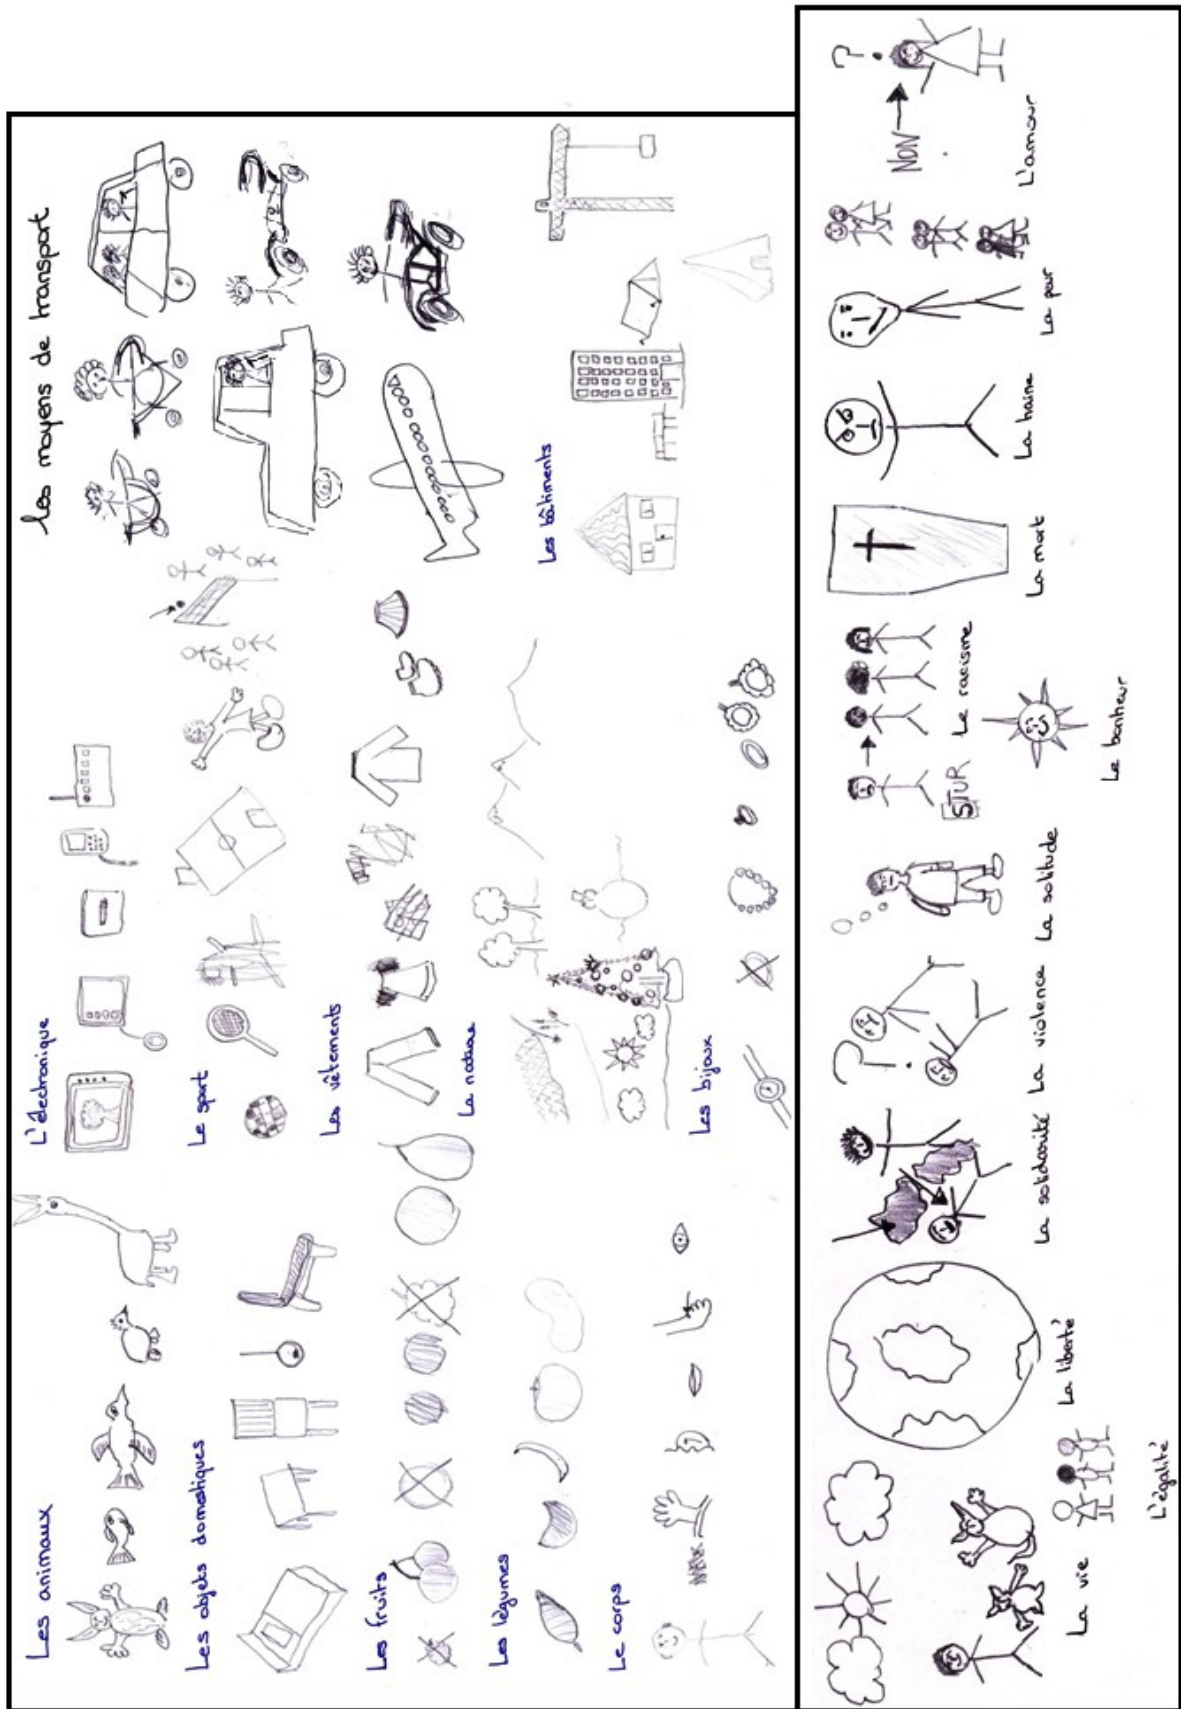 Les animaux
Les objets domestiques
Les fruits
Les légumes
Le corps
L'électronique
Le sport
Les vêtements
La nature
Les bijoux
les moyens de transport
Les bâtiments
La vie
L'égalité
La liberté
La solidarité
La violence
La solitude
STUP
Le racisme
Le bonheur
La mort
La haine
La peur
NON
?
L'amour